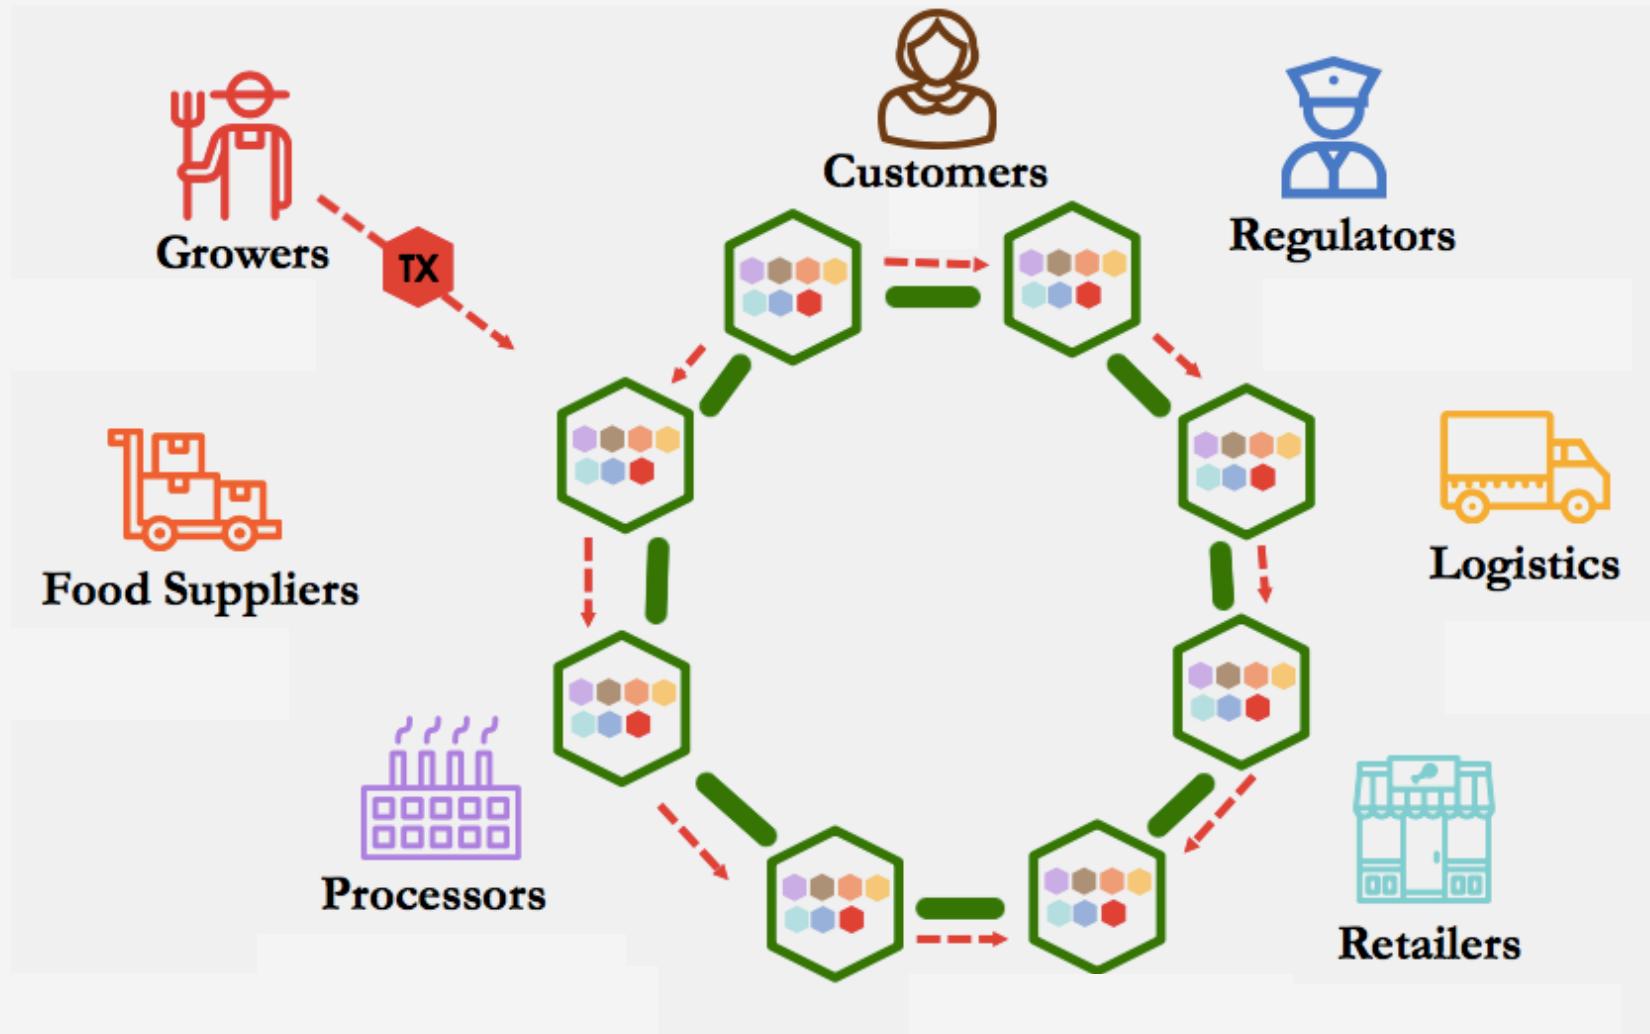 Customers
Regulators
Growers
TX
Logistics
Food Suppliers
Processors
Retailers